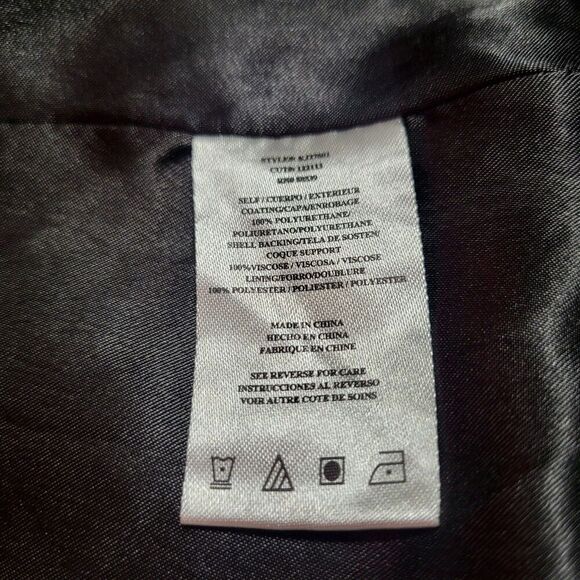 SELF / CUERPO / EXTERIEUR
COATING/CAPA/ENROBAGE
100% POLYURETHANE/
POLIURETANO/POLYURETHANE
SHELL BACKING/TELA DE SOSTEN/
COQUE SUPPORT
100%VISCOSE / VISCOSA / VISCOSE
LINING/FORRO/DOUBLURE
100% POLYESTER / POLIESTER / POLYESTER
MADE IN CHINA
HECHO EN CHINA
FABRIQUE EN CHINE
SEE REVERSE FOR CARE
INSTRUCCIONES AL REVERSO
VOIR AUTRE COTE DE SOINS